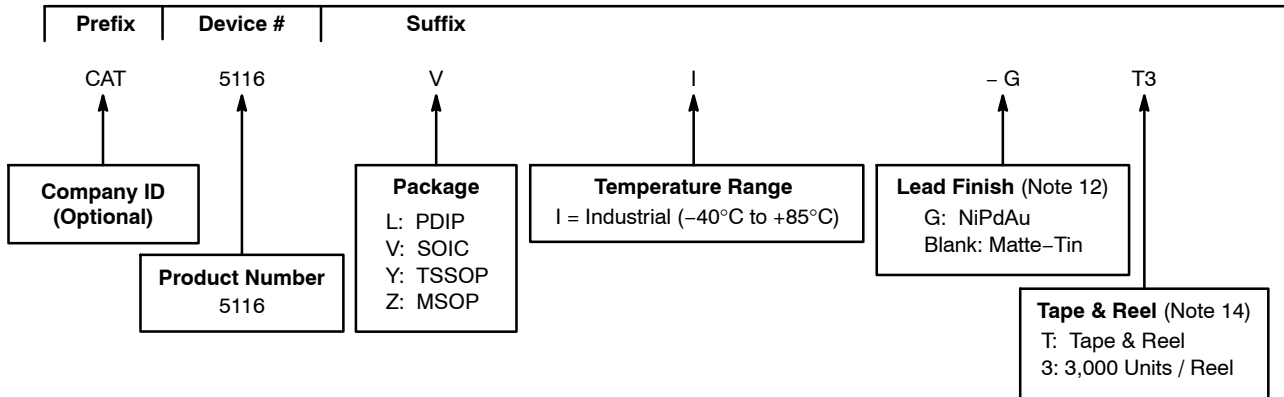 Prefix Device # Suffix
CAT 5116 V I – G T3
Company ID
(Optional)
Product Number
5116
Package
L: PDIP
V: SOIC
Y: TSSOP
Z: MSOP
Temperature Range
I = Industrial (−40°C to +85°C)
Lead Finish (Note 12)
G: NiPdAu
Blank: Matte−Tin
Tape & Reel (Note 14)
T: Tape & Reel
3: 3,000 Units / Reel